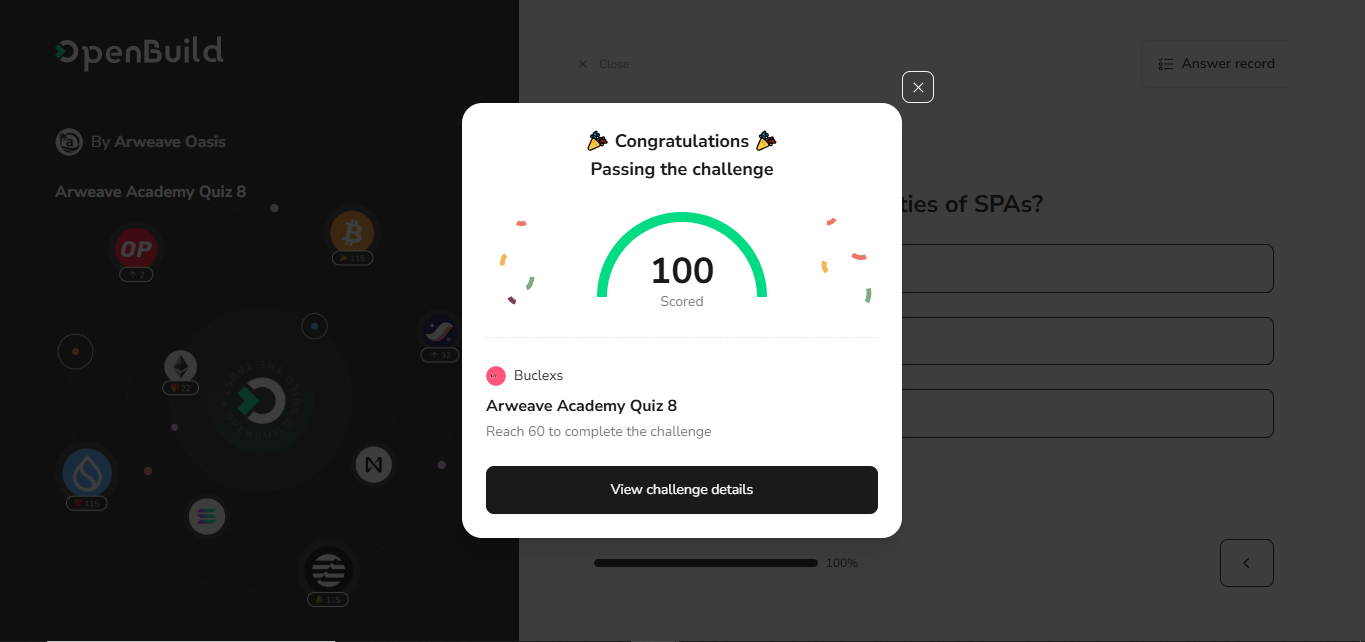 OpenBuild
By Arweave Oasis
Arweave Academy Quiz 8
OP
2
115
32
22
115
115
Close
Answer record
ties of SPAs?
100%
Congratulations
Passing the challenge
100
Scored
Buclexs
Arweave Academy Quiz 8
Reach 60 to complete the challenge
View challenge details